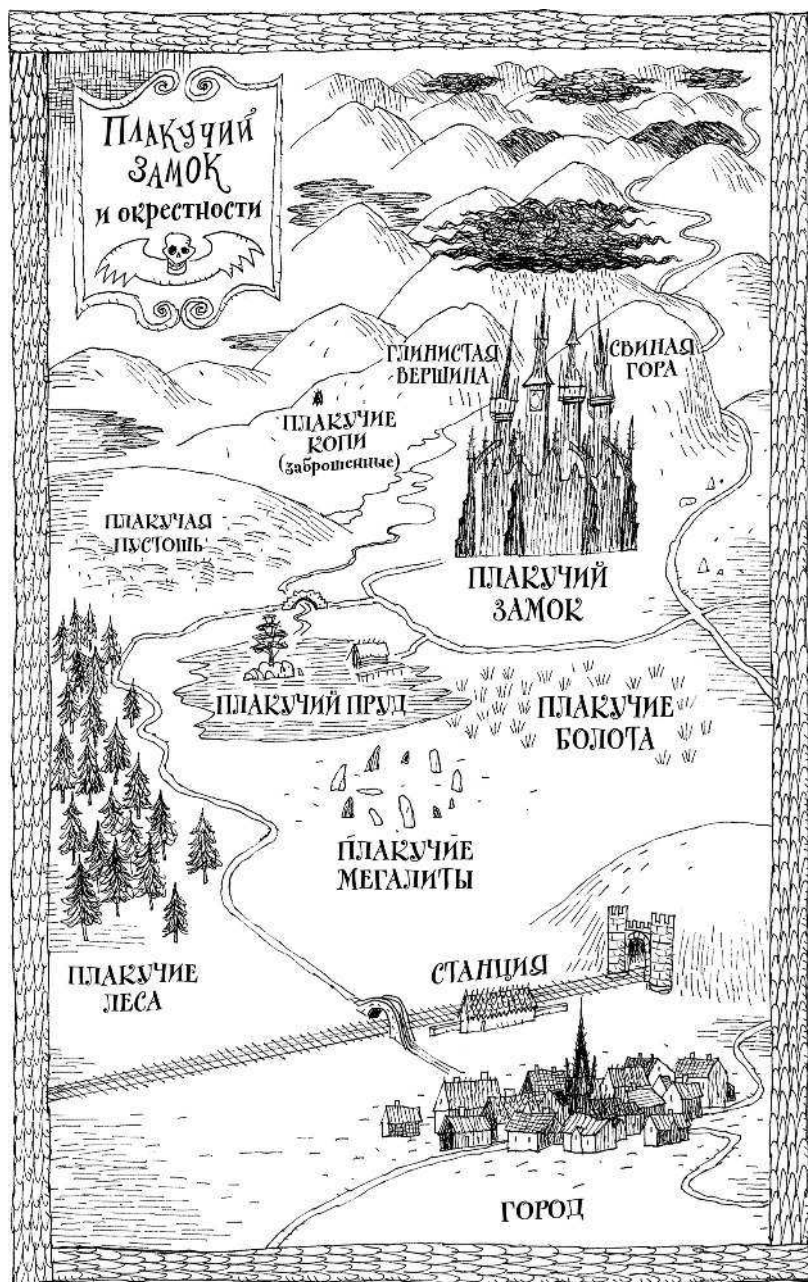 Плакучий
замок
и окрестности
ГЛИНИСТАЯ
ВЕРШИНА
СВИНАЯ
ГОРА
ПЛАКУЧИЕ
КОПИ
(заброшенные)
ПЛАКУЧАЯ
ПУСТОШЬ
ПЛАКУЧИЙ
ЗАМОК
ПЛАКУЧИЙ ПРУД
ПЛАКУЧИЕ
БОЛОТА
ПЛАКУЧИЕ
МЕГАЛИТЫ
ПЛАКУЧИЕ
ЛЕСА
СТАНЦИЯ
ГОРОД